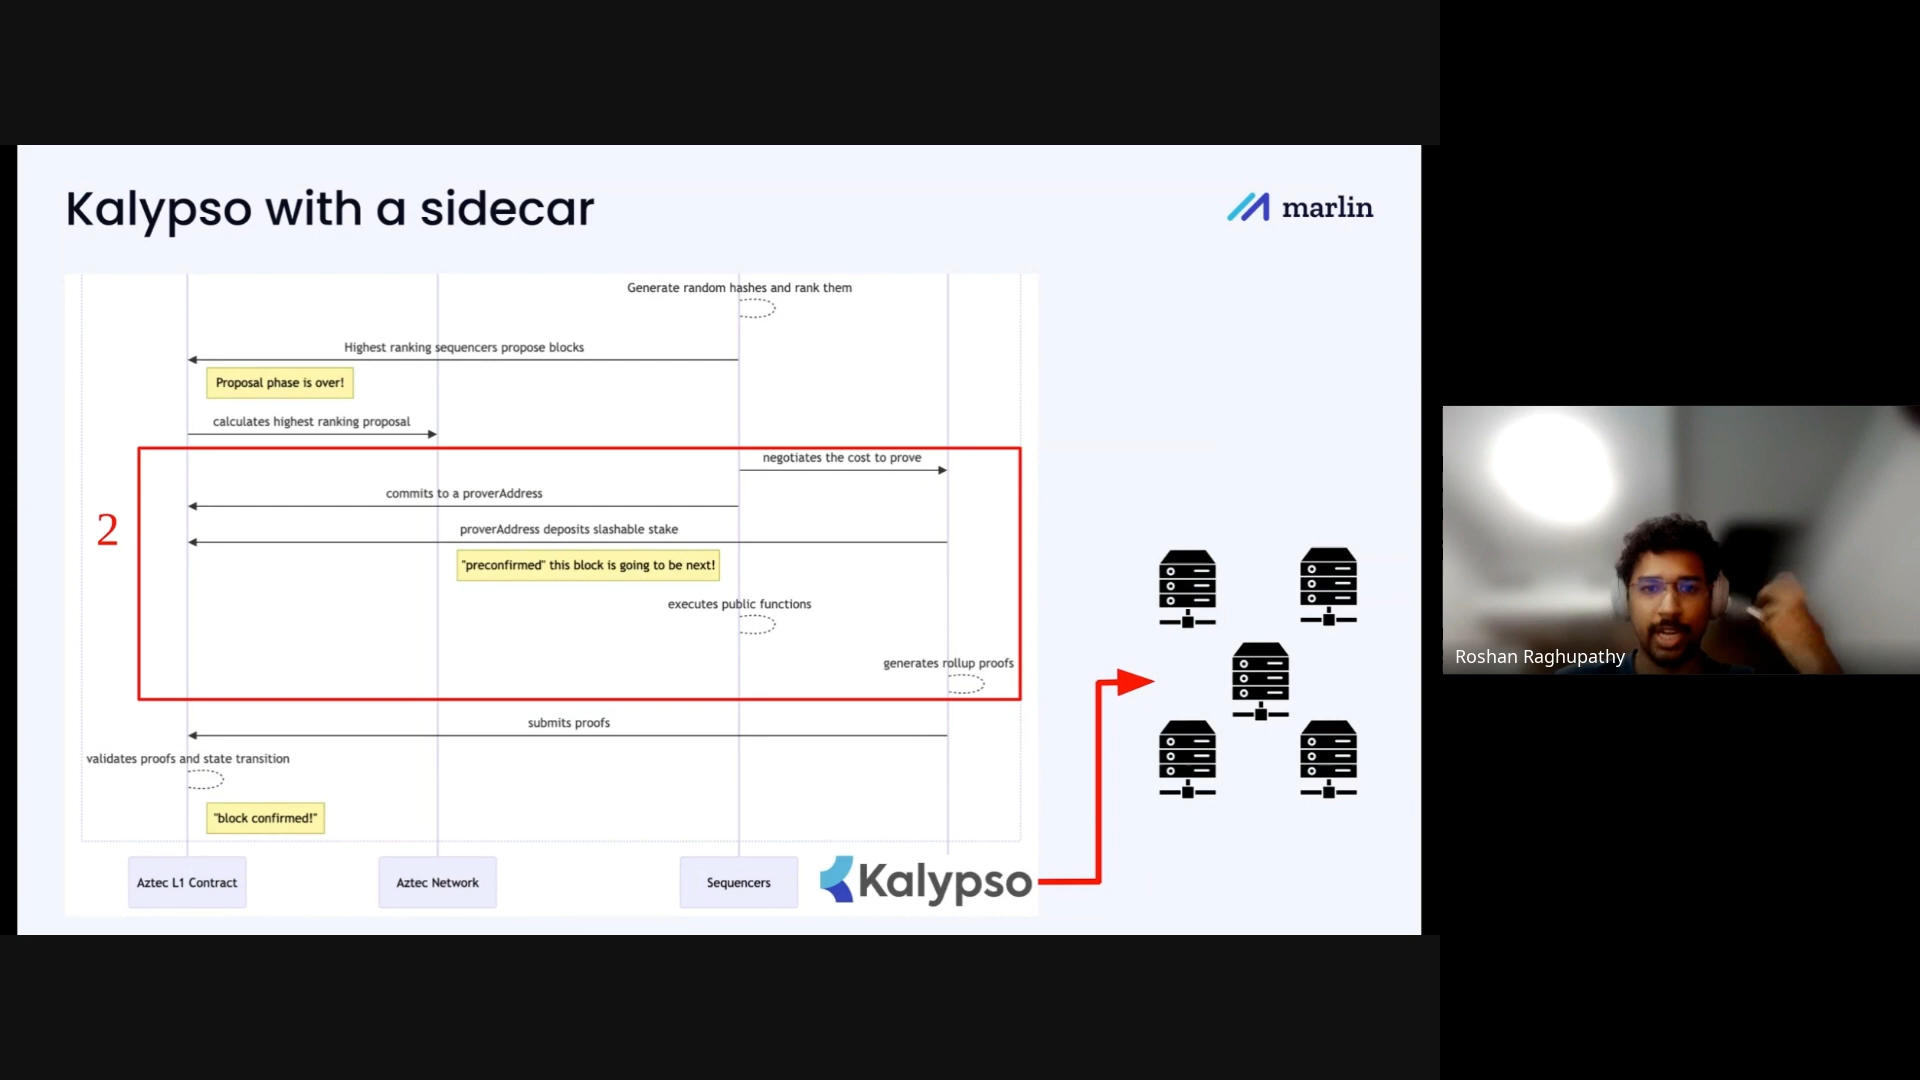 Kalypso with a sidecar
marlin
Generate random hashes and rank them
Highest ranking sequencers propose blocks
Proposal phase is over!
calculates highest ranking proposal
negotiates the cost to prove
commits to a proverAddress
2
proverAddress deposits slashable stake
"preconfirmed" this block is going to be next!
executes public functions
generates rollup proofs
submits proofs
validates proofs and state transition
"block confirmed!"
Aztec L1 Contract
Aztec Network
Sequencers
Kalypso
Roshan Raghupathy